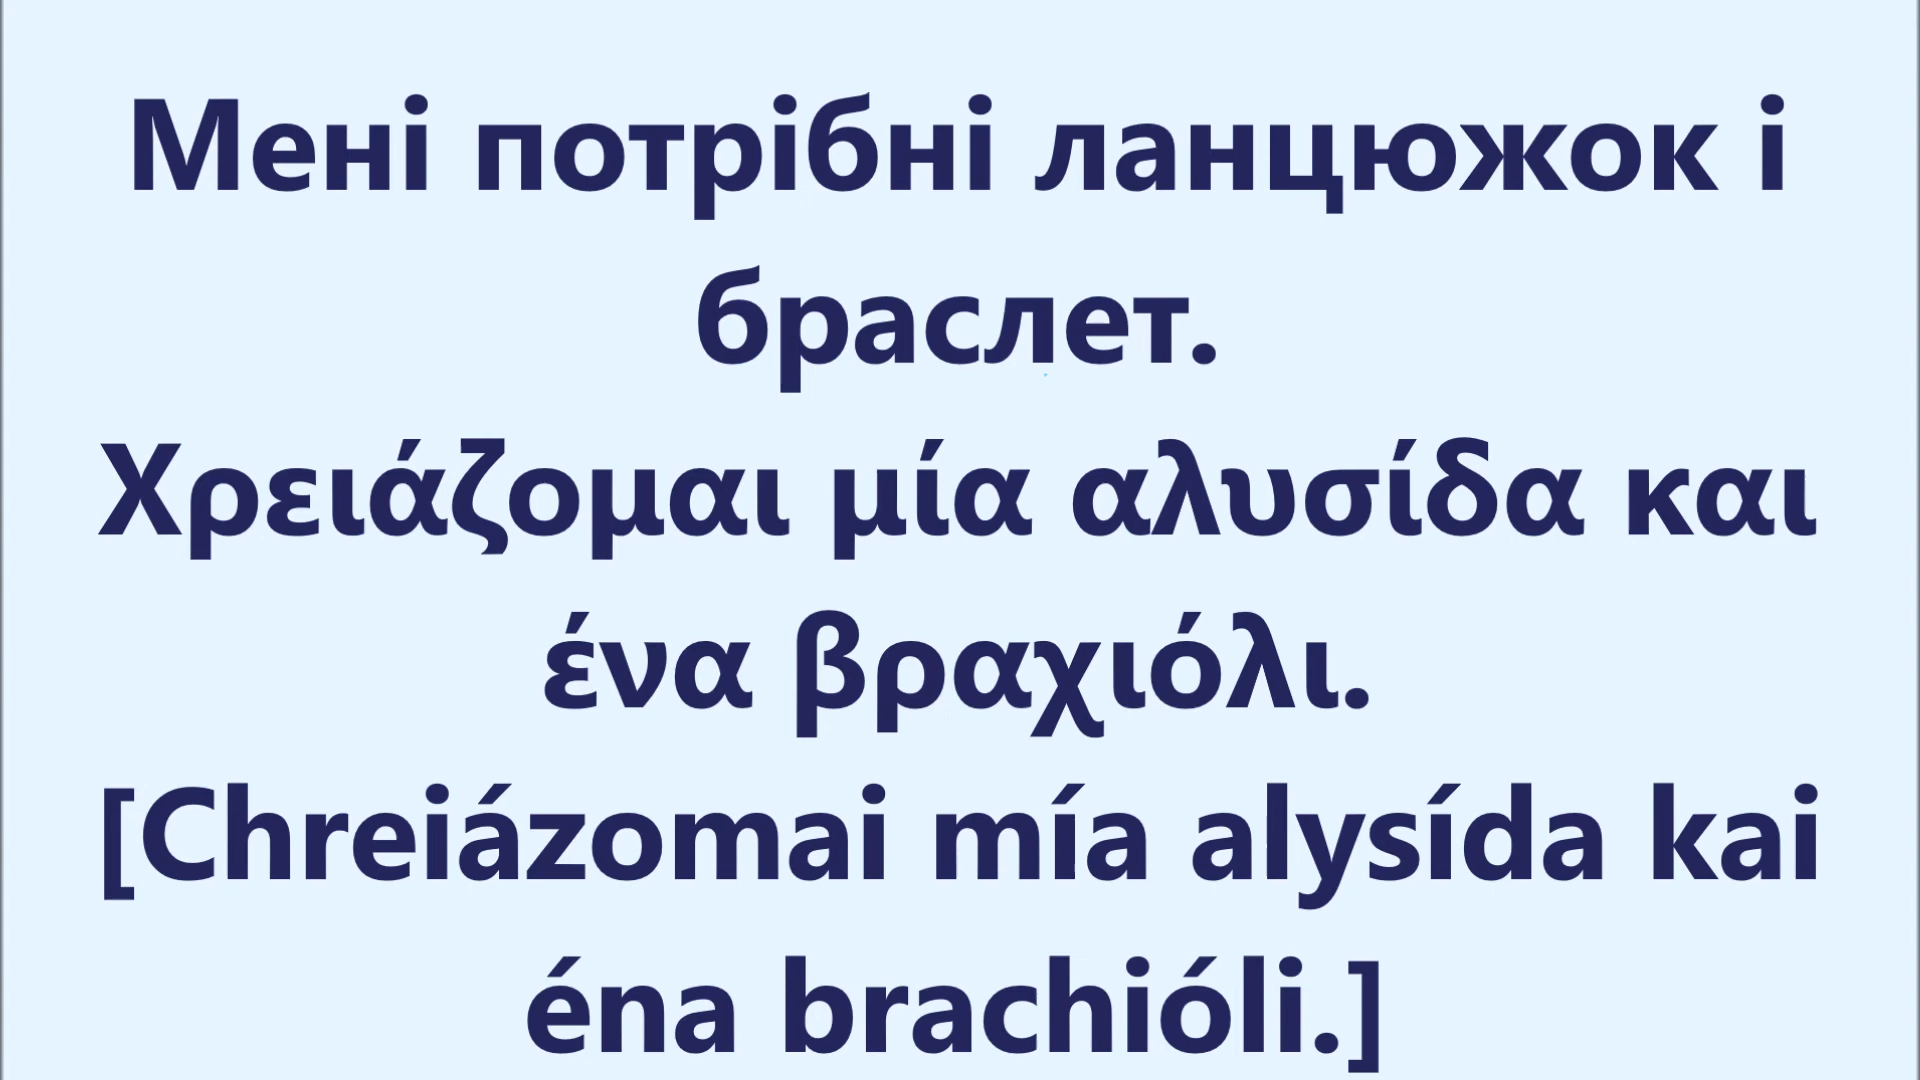 Мені потрібні ланцюжок і
браслет.
Χρειάζομαι μία αλυσίδα και
ένα βραχιόλι.
[Chreiázomai mía alysída kai
éna brachióli.]